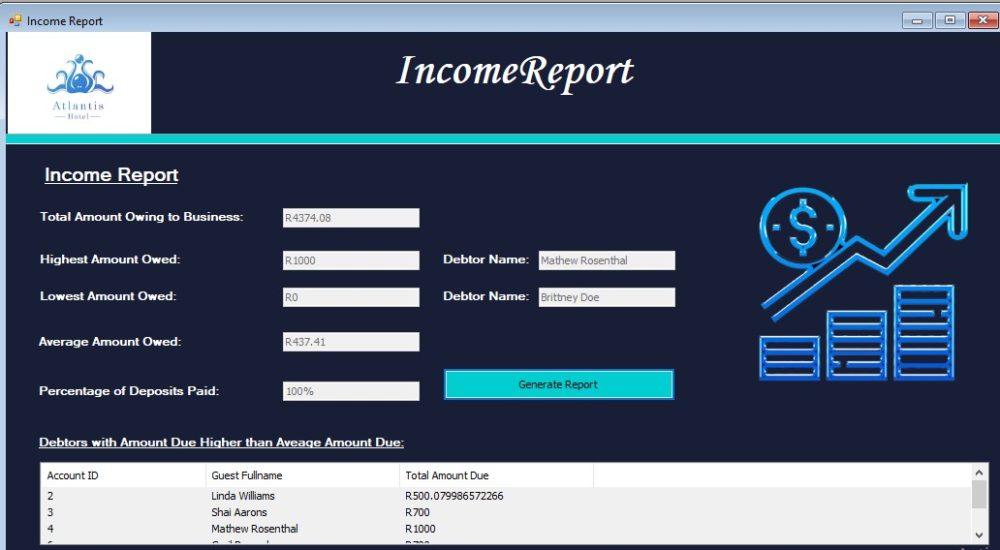 Income Report
Atlantis
Hotel
IncomeReport
Income Report
Total Amount Owing to Business: R4374.08
Highest Amount Owed: R1000 Debtor Name: Mathew Rosenthal
Lowest Amount Owed: R0 Debtor Name: Brittney Doe
Average Amount Owed: R437.41
Percentage of Deposits Paid: 100% Generate Report
Debtors with Amount Due Higher than Aveage Amount Due:
Account ID Guest Fullname Total Amount Due
2 Linda Williams R500.079986572266
3 Shai Aarons R700
4 Mathew Rosenthal R1000